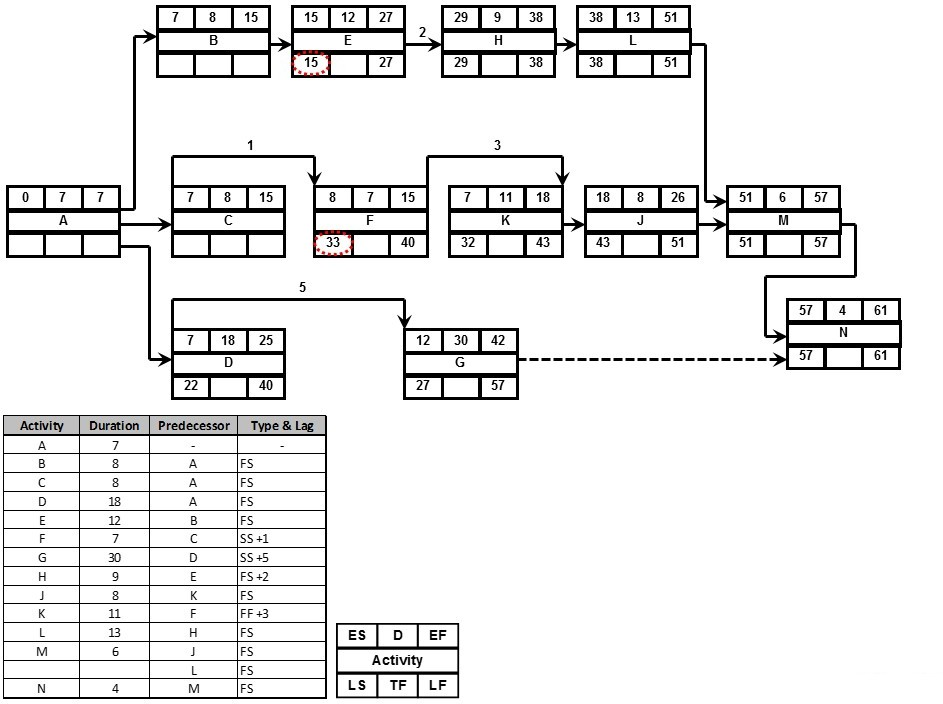 7 8 15
B
15 12 27
E
15 27
2
29 9 38
H
29 38
38 13 51
L
38 51
1
3
0 7 7
A
7 8 15
C
8 7 15
F
33 40
7 11 18
K
32 43
18 8 26
J
43 51
51 6 57
M
51 57
5
7 18 25
D
22 40
12 30 42
G
27 57
57 4 61
N
57 61
Activity Duration Predecessor Type & Lag
A 7 - -
B 8 A FS
C 8 A FS
D 18 A FS
E 12 B FS
F 7 C SS +1
G 30 D SS +5
H 9 E FS +2
J 8 K FS
K 11 F FF +3
L 13 H FS
M 6 J FS
L FS
N 4 M FS
ES D EF
Activity
LS TF LF